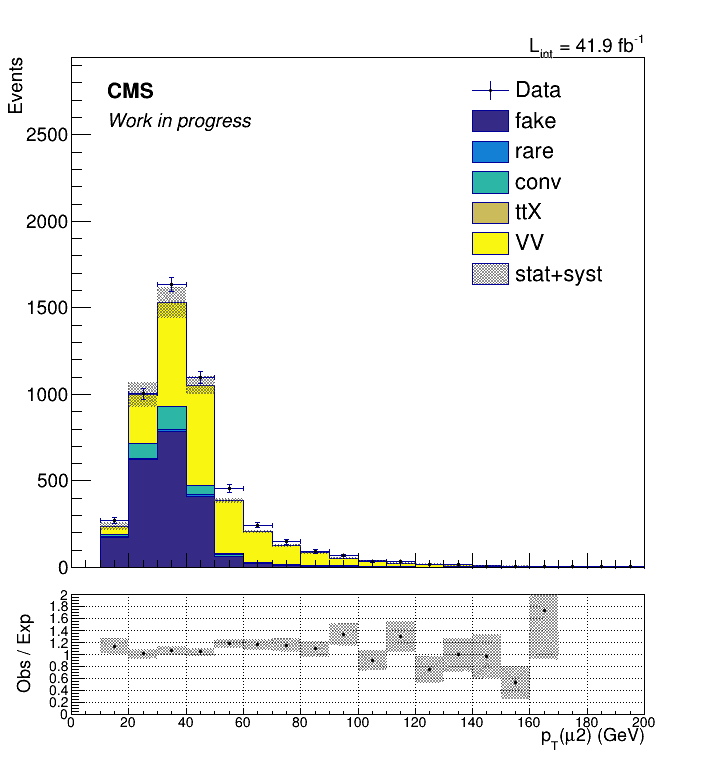 L_int = 41.9 fb^-1
Events
CMS
Work in progress
Data
fake
rare
conv
ttX
VV
stat+syst
2500
2000
1500
1000
500
0
Obs / Exp
2
1.8
1.6
1.4
1.2
1
0.8
0.6
0.4
0.2
0
0 20 40 60 80 100 120 140 160 180 200
p_T(μ2) (GeV)